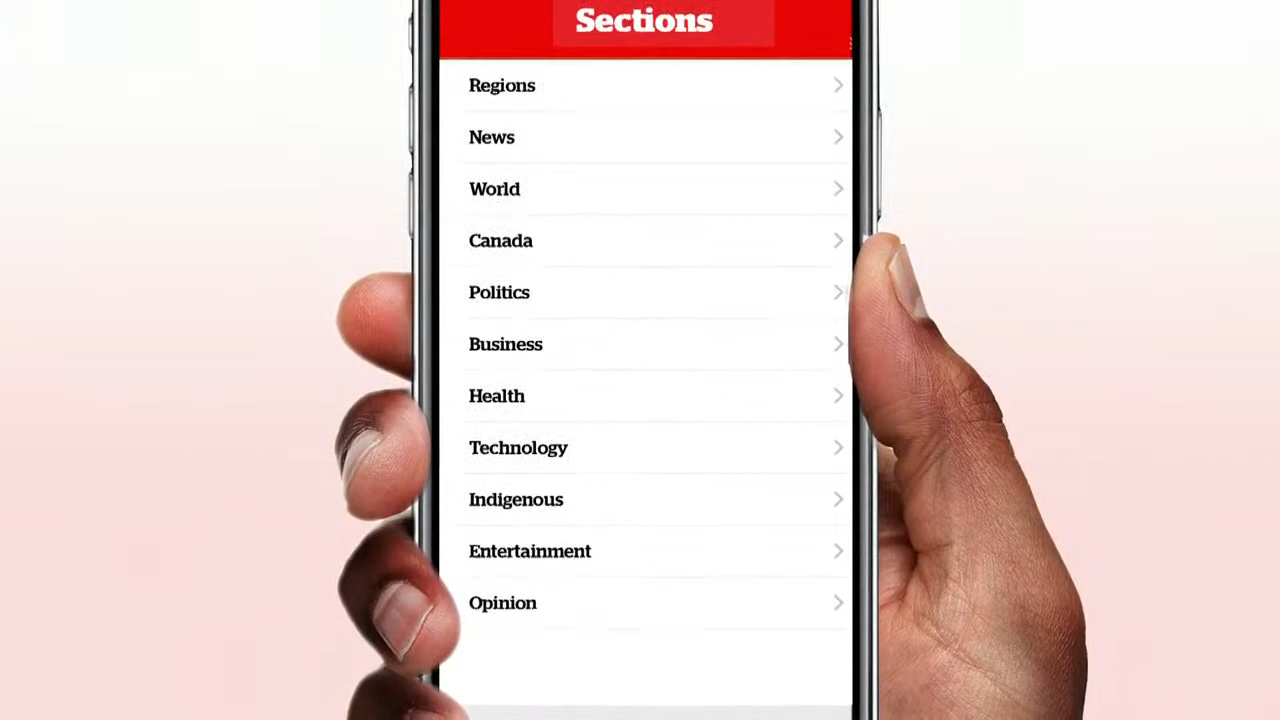 Sections
Regions
News
World
Canada
Politics
Business
Health
Technology
Indigenous
Entertainment
Opinion